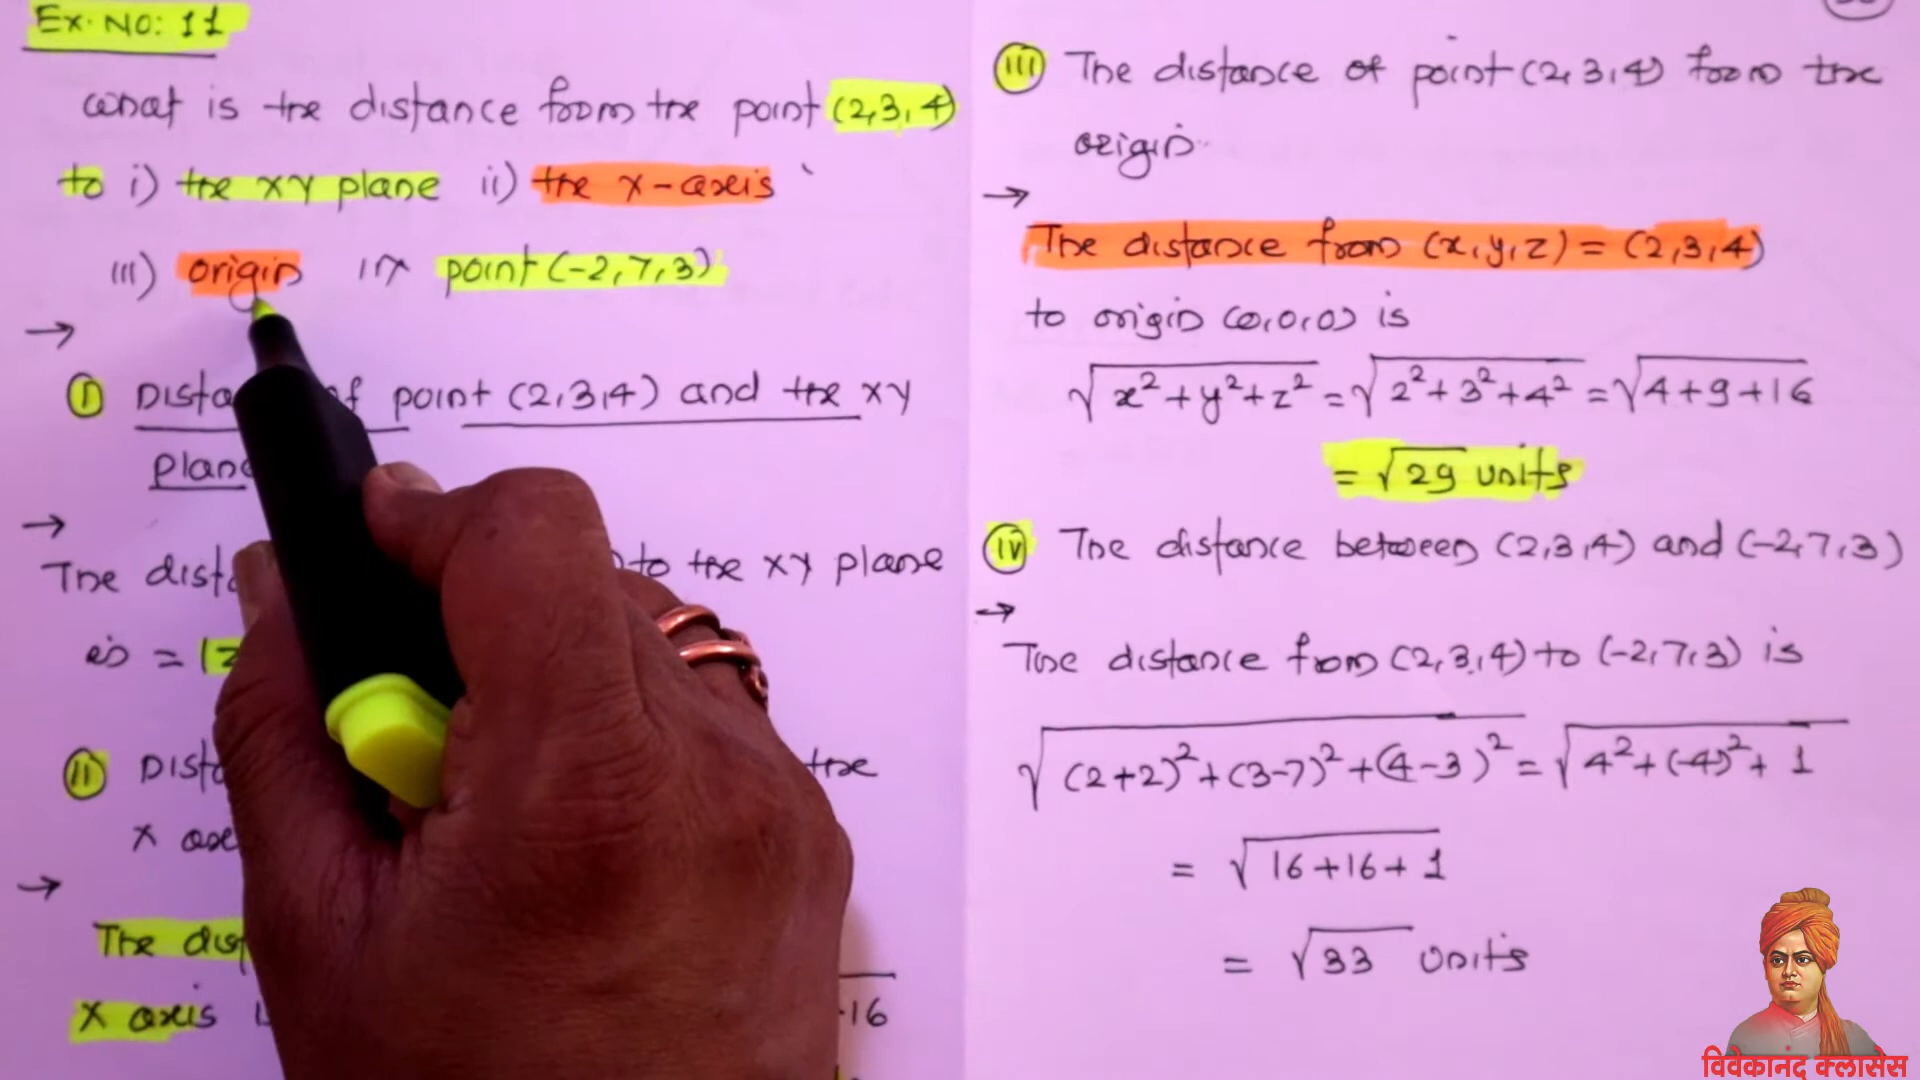 Ex. No: 11
What is the distance from the point (2,3,4)
to i) the XY plane ii) the X-axis
iii) origin iv) point (-2,7,3)
→
i) point (2,3,4) and the XY
→
The to the XY plane
is =
ii) the
X
→
The
X axis 16
iii) The distance of point (2,3,4) from the
origin.
→
The distance from (x,y,z) = (2,3,4)
to origin (0,0,0) is
√x²+y²+z² = √2²+3²+4² = √4+9+16
= √29 units
iv) The distance between (2,3,4) and (-2,7,3)
→
The distance from (2,3,4) to (-2,7,3) is
√(2+2)²+(3-7)²+(4-3)² = √4²+(-4)²+1
= √16+16+1
= √33 units
विवेकानंद क्लासेस